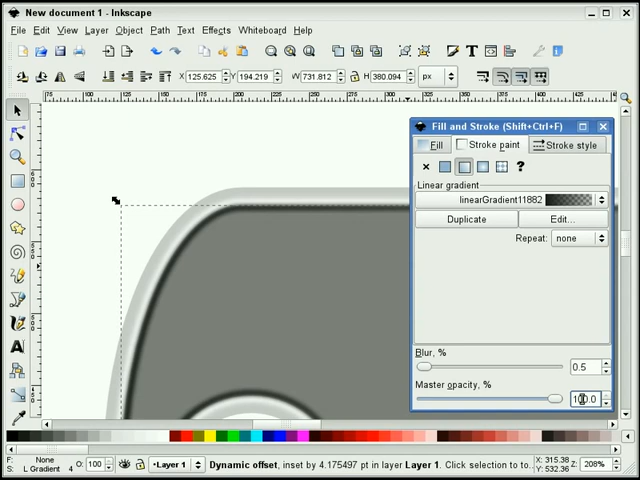 New document 1 - Inkscape
File Edit View Layer Object Path Text Effects Whiteboard Help
X 125.625 Y 194.219 W 731.812 H 380.094 px
Fill and Stroke (Shift+Ctrl+F)
Fill Stroke paint Stroke style
?
Linear gradient
linearGradient11882
Duplicate Edit...
Repeat: none
Blur, %
0.5
Master opacity, %
100.0
F: None
S: L Gradient 4
O: 100
Layer 1
Dynamic offset, inset by 4.175497 pt in layer Layer 1. Click selection to to.
X: 315.38
Y: 532.36
Z: 208%